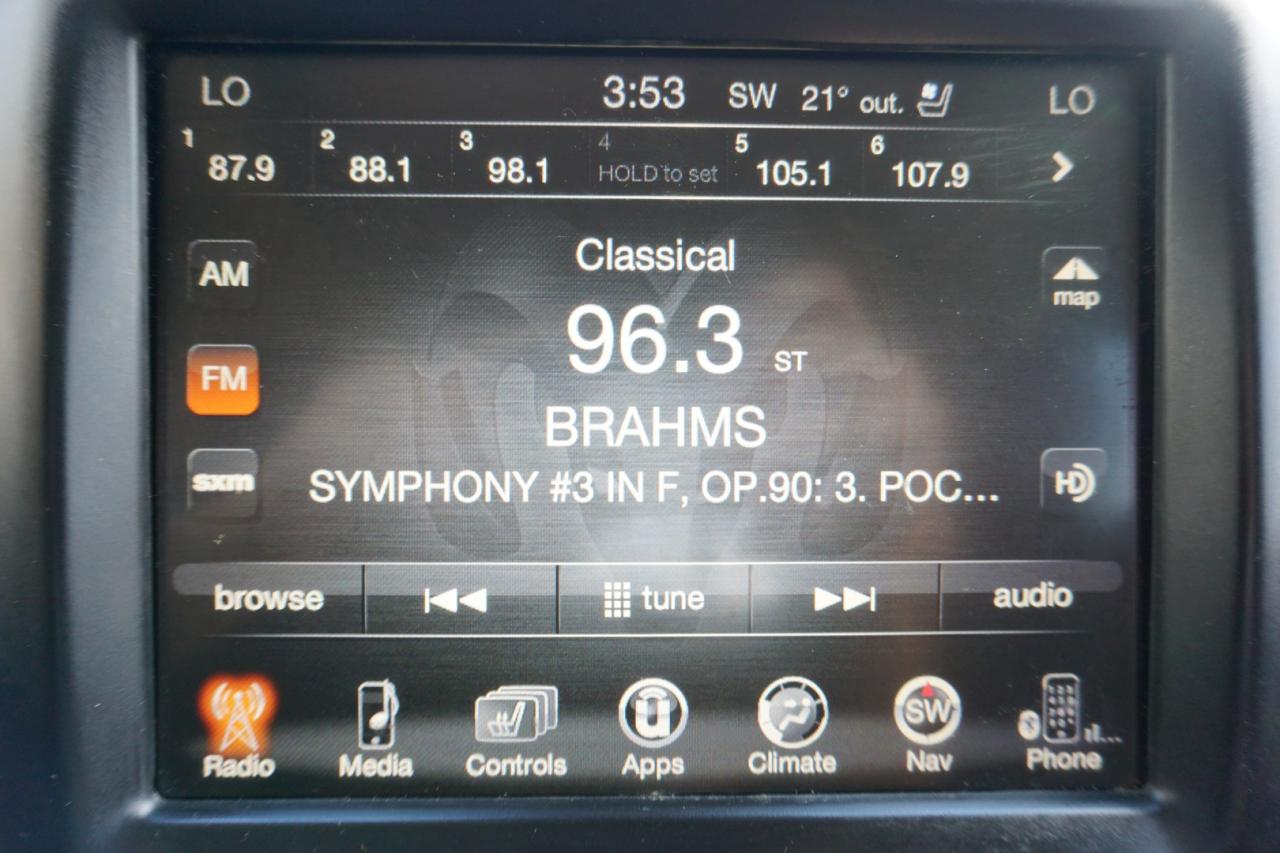 LO 3:53 SW 21° out. LO
1 2 3 4 5 6
87.9 88.1 98.1 HOLD to set 105.1 107.9
Classical
AM
map
96.3 ST
FM
BRAHMS
sxm SYMPHONY #3 IN F, OP.90: 3. POC... HD
browse tune audio
SW
Radio Media Controls Apps Climate Nav Phone